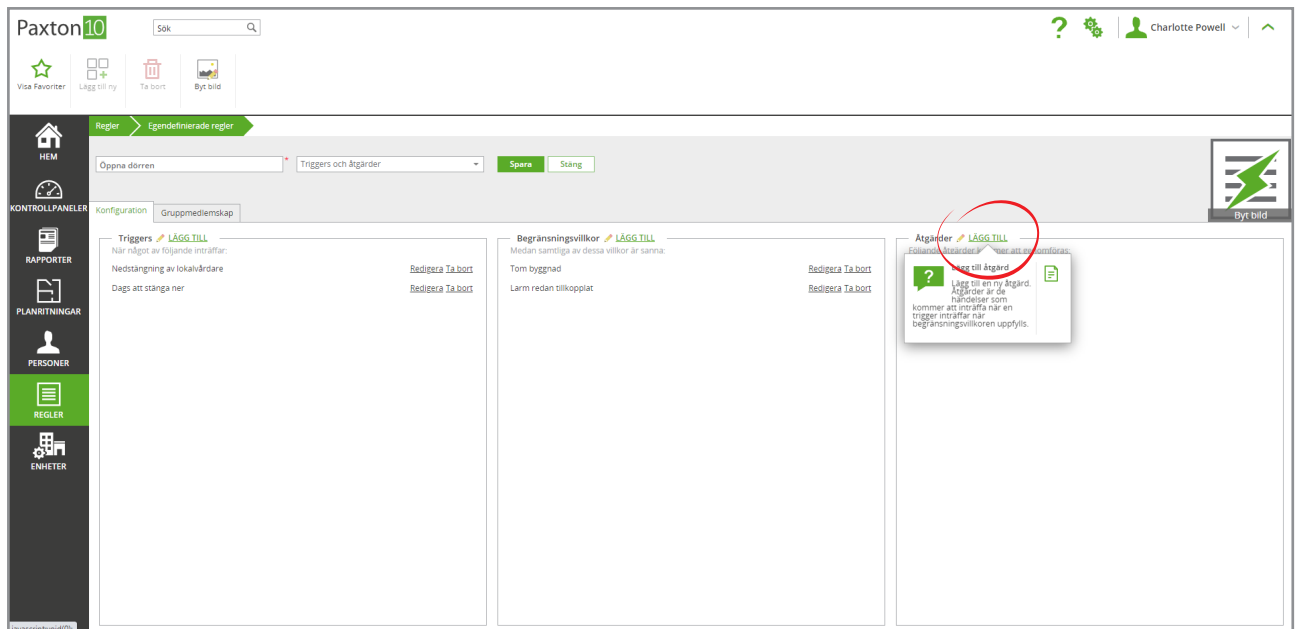 Paxton10
Sök
Charlotte Powell
Visa Favoriter
Lägg till ny
Ta bort
Byt bild
Regler
Egendefinierade regler
HEM
Öppna dörren
*
Triggers och åtgärder
Spara
Stäng
Byt bild
KONTROLLPANELER
Konfiguration
Gruppmedlemskap
Triggers LÄGG TILL
När något av följande inträffar:
Nedstängning av lokalvårdare Redigera Ta bort
Dags att stänga ner Redigera Ta bort
Begränsningsvillkor LÄGG TILL
Medan samtliga av dessa villkor är sanna:
Tom byggnad Redigera Ta bort
Larm redan tillkopplat Redigera Ta bort
Åtgärder LÄGG TILL
Följande åtgärder kommer att genomföras:
Lägg till åtgärd
Lägg till en ny åtgärd.
Åtgärder är de
händelser som
kommer att inträffa när en
trigger inträffar när
begränsningsvillkoren uppfylls.
RAPPORTER
PLANRITNINGAR
PERSONER
REGLER
ENHETER